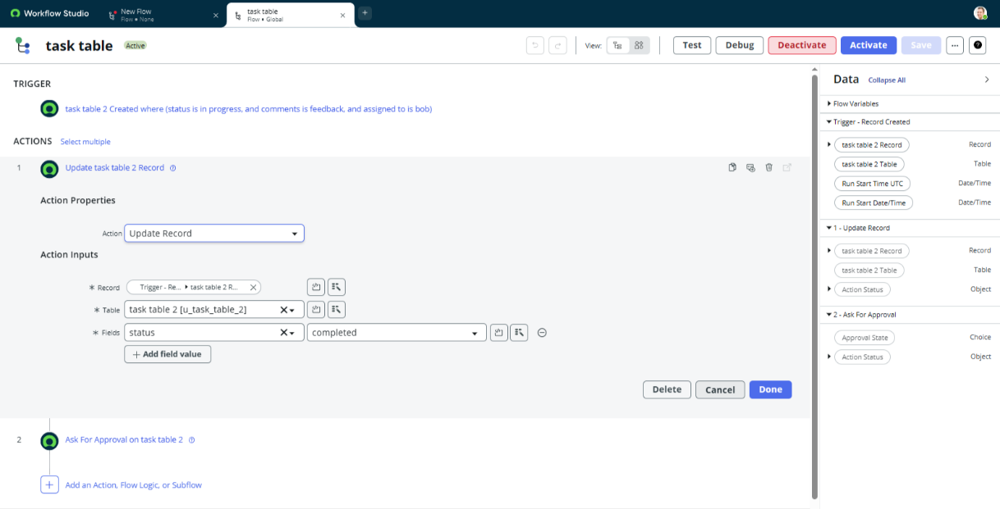 Workflow Studio
New Flow
Flow • None
task table
Flow • Global
task table
Active
View:
Test
Debug
Deactivate
Activate
Save
TRIGGER
task table 2 Created where (status is in progress, and comments is feedback, and assigned to is bob)
ACTIONS Select multiple
1 Update task table 2 Record
Action Properties
Action Update Record
Action Inputs
* Record Trigger - Re... ▸ task table 2 R...
* Table task table 2 [u_task_table_2]
* Fields status completed
+ Add field value
Delete Cancel Done
2 Ask For Approval on task table 2
Add an Action, Flow Logic, or Subflow
Data Collapse All
Flow Variables
Trigger - Record Created
task table 2 Record Record
task table 2 Table Table
Run Start Time UTC Date/Time
Run Start Date/Time Date/Time
1 - Update Record
task table 2 Record Record
task table 2 Table Table
Action Status Object
2 - Ask For Approval
Approval State Choice
Action Status Object